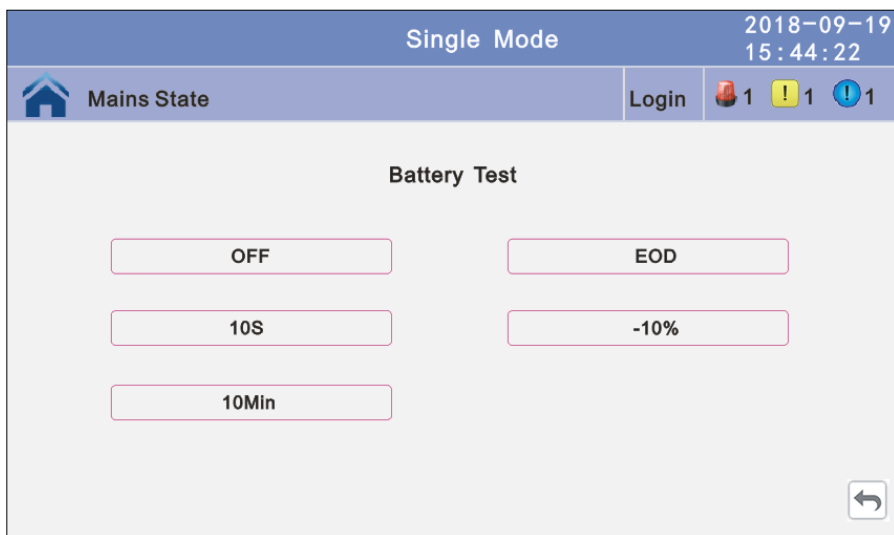 Single Mode
2018-09-19
15:44:22
Mains State
Login
1
! 1
! 1
Battery Test
OFF
EOD
10S
-10%
10Min